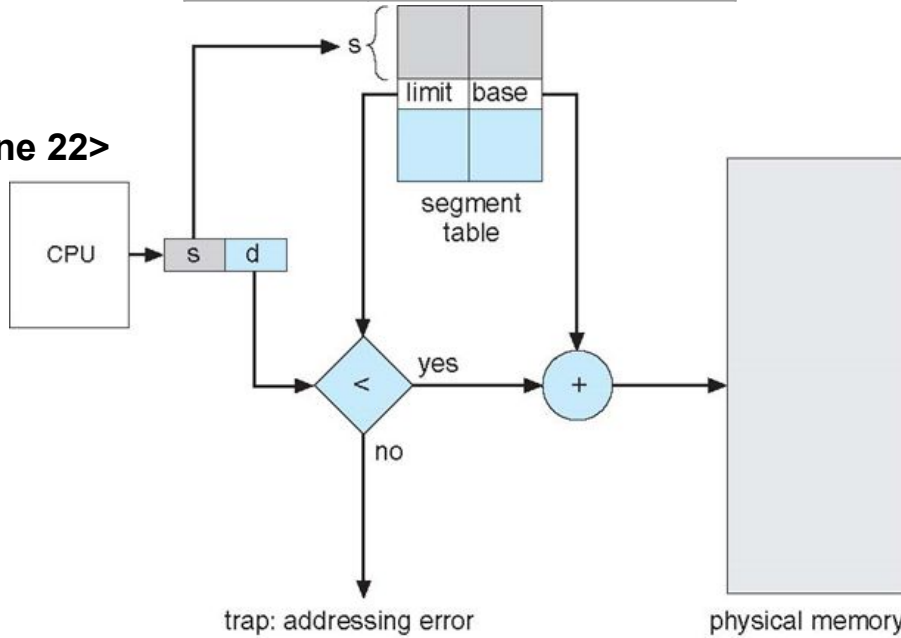 s
limit base
ne 22>
segment
table
CPU
s d
<
yes
+
no
trap: addressing error
physical memory